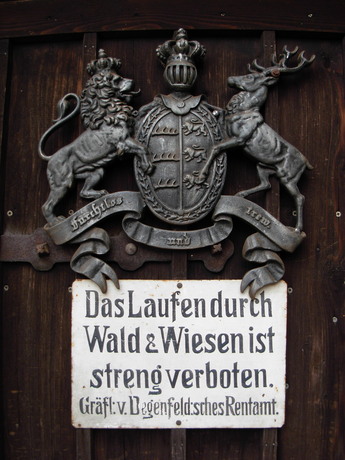 Furchtlos und trew
Das Laufen durch
Wald & Wiesen ist
streng verboten.
Gräfl: v. Degenfeld:sches Rentamt.